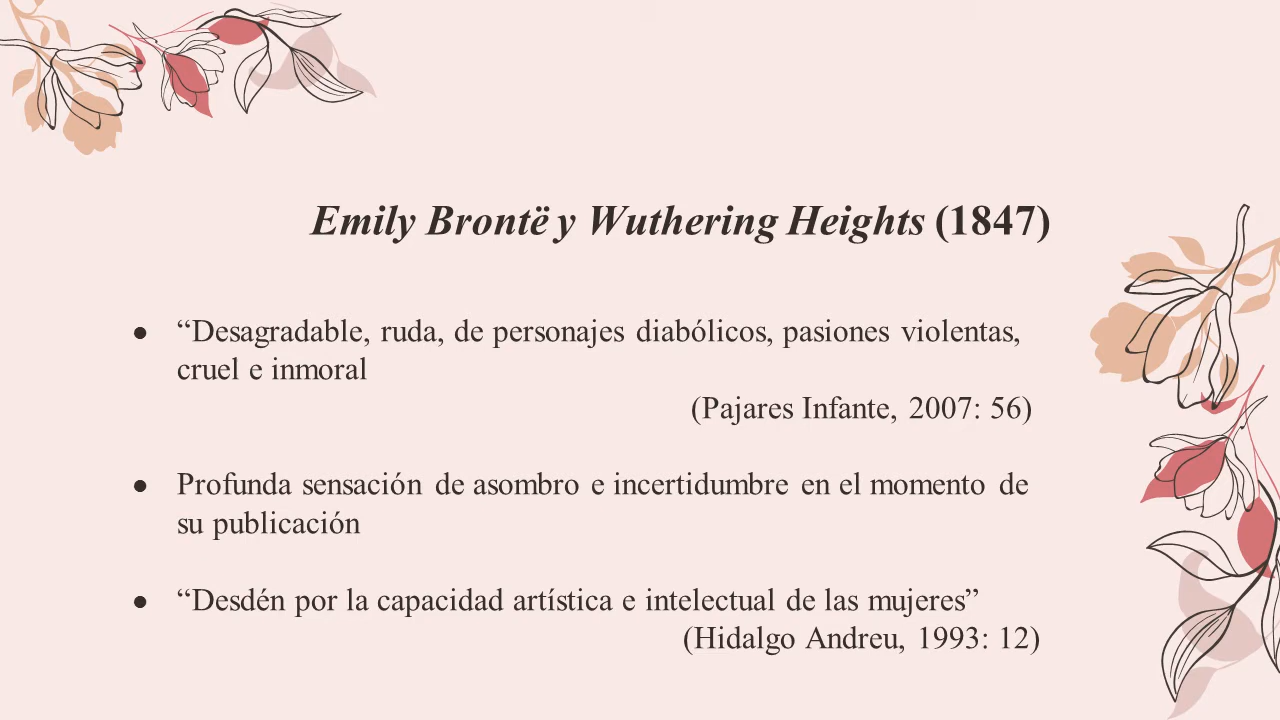 Emily Brontë y Wuthering Heights (1847)
● “Desagradable, ruda, de personajes diabólicos, pasiones violentas,
cruel e inmoral
(Pajares Infante, 2007: 56)
● Profunda sensación de asombro e incertidumbre en el momento de
su publicación
● “Desdén por la capacidad artística e intelectual de las mujeres”
(Hidalgo Andreu, 1993: 12)